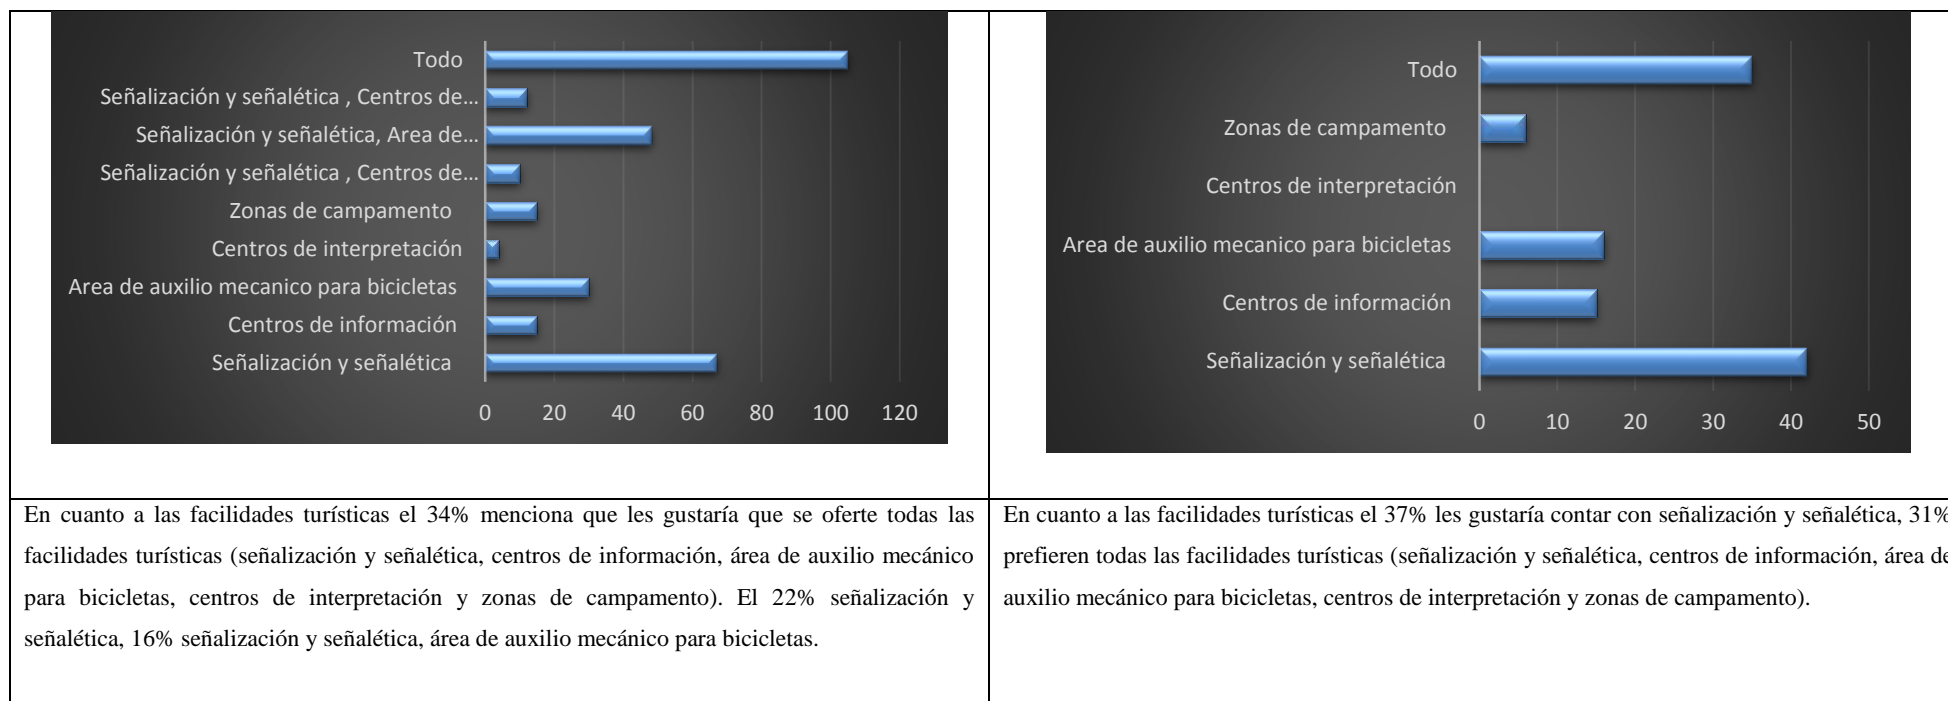 Todo
Señalización y señalética , Centros de...
Señalización y señalética, Area de...
Señalización y señalética , Centros de...
Zonas de campamento
Centros de interpretación
Area de auxilio mecanico para bicicletas
Centros de información
Señalización y señalética
0 20 40 60 80 100 120
Todo
Zonas de campamento
Centros de interpretación
Area de auxilio mecanico para bicicletas
Centros de información
Señalización y señalética
0 10 20 30 40 50
En cuanto a las facilidades turísticas el 34% menciona que les gustaría que se oferte todas las
facilidades turísticas (señalización y señalética, centros de información, área de auxilio mecánico
para bicicletas, centros de interpretación y zonas de campamento). El 22% señalización y
señalética, 16% señalización y señalética, área de auxilio mecánico para bicicletas.
En cuanto a las facilidades turísticas el 37% les gustaría contar con señalización y señalética, 31%
prefieren todas las facilidades turísticas (señalización y señalética, centros de información, área de
auxilio mecánico para bicicletas, centros de interpretación y zonas de campamento).